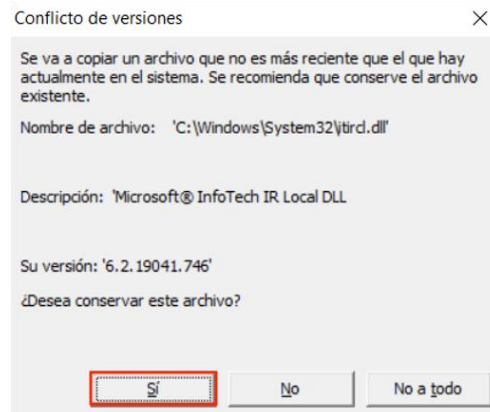 Conflicto de versiones
Se va a copiar un archivo que no es más reciente que el que hay
actualmente en el sistema. Se recomienda que conserve el archivo
existente.
Nombre de archivo: 'C:\Windows\System32\itircl.dll'
Descripción: 'Microsoft® InfoTech IR Local DLL
Su versión: '6.2.19041.746'
¿Desea conservar este archivo?
Sí No No a todo